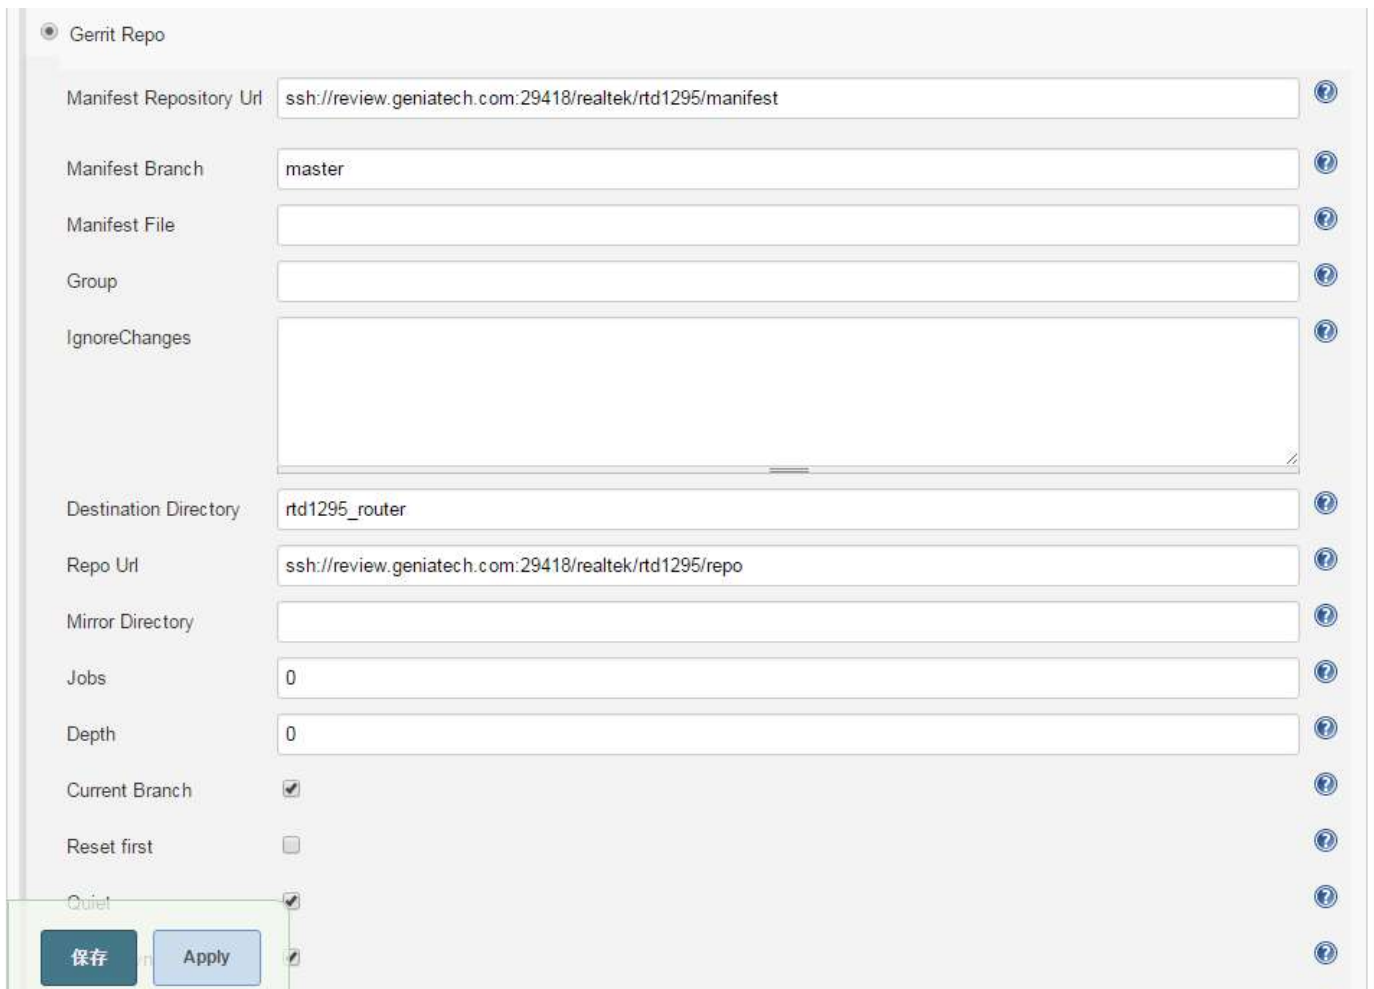 Gerrit Repo
Manifest Repository Url ssh://review.geniatech.com:29418/realtek/rtd1295/manifest
Manifest Branch master
Manifest File
Group
IgnoreChanges
Destination Directory rtd1295_router
Repo Url ssh://review.geniatech.com:29418/realtek/rtd1295/repo
Mirror Directory
Jobs 0
Depth 0
Current Branch
Reset first
Quiet
保存 Apply